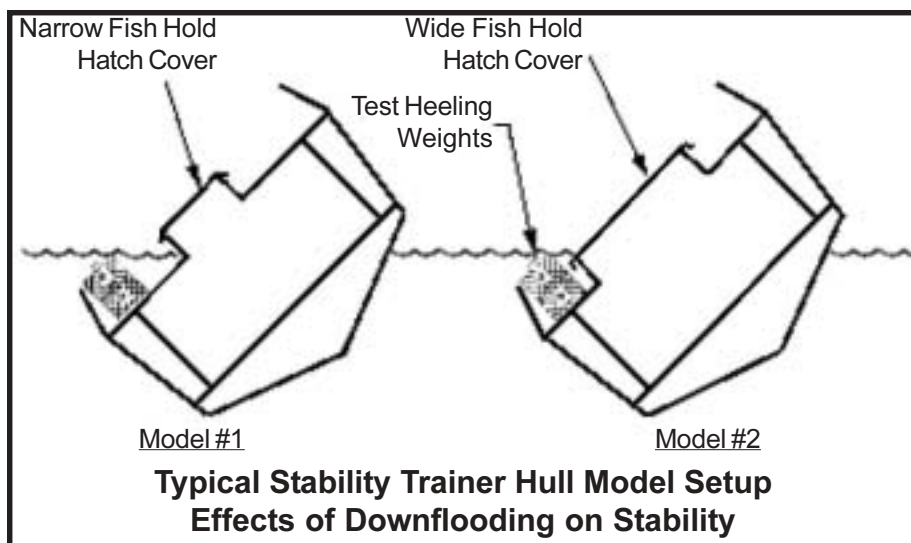 Narrow Fish Hold
Hatch Cover
Wide Fish Hold
Hatch Cover
Test Heeling
Weights
Model #1
Model #2
Typical Stability Trainer Hull Model Setup
Effects of Downflooding on Stability